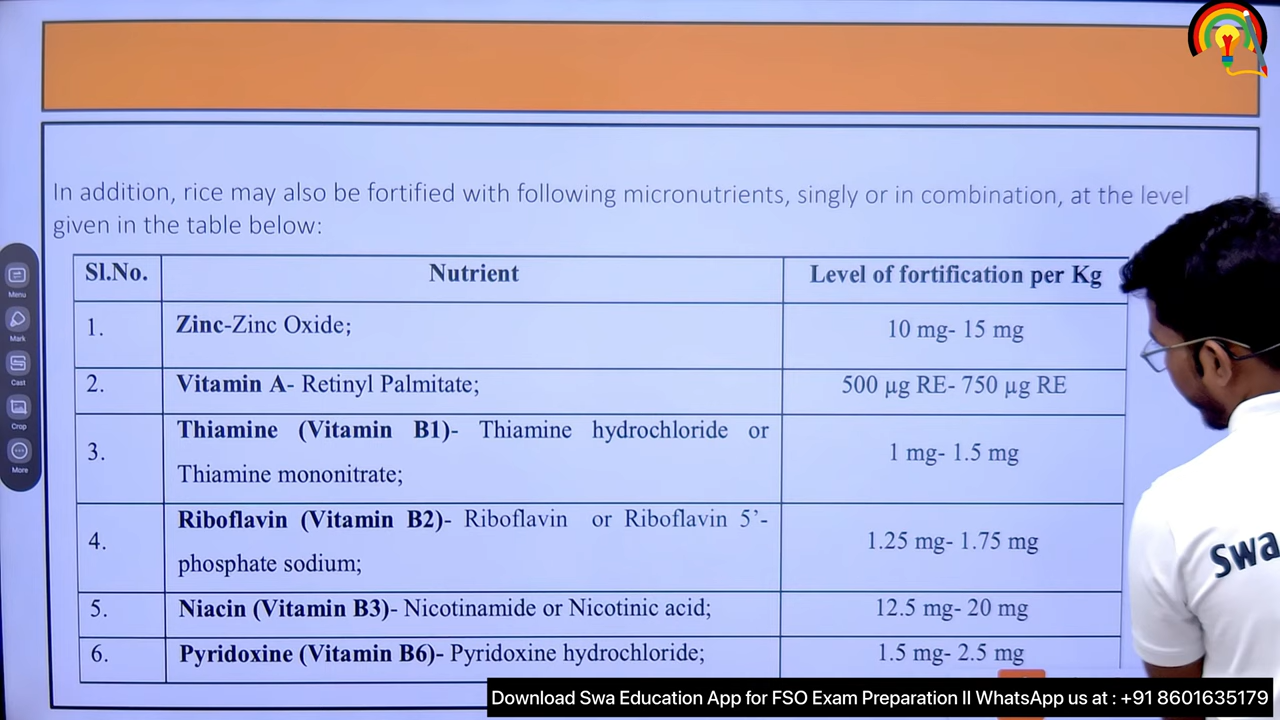 In addition, rice may also be fortified with following micronutrients, singly or in combination, at the level
given in the table below:
Sl.No. Nutrient Level of fortification per Kg
1. Zinc-Zinc Oxide; 10 mg- 15 mg
2. Vitamin A- Retinyl Palmitate; 500 µg RE- 750 µg RE
3. Thiamine (Vitamin B1)- Thiamine hydrochloride or
Thiamine mononitrate; 1 mg- 1.5 mg
4. Riboflavin (Vitamin B2)- Riboflavin or Riboflavin 5’-
phosphate sodium; 1.25 mg- 1.75 mg
5. Niacin (Vitamin B3)- Nicotinamide or Nicotinic acid; 12.5 mg- 20 mg
6. Pyridoxine (Vitamin B6)- Pyridoxine hydrochloride; 1.5 mg- 2.5 mg
Menu
Mark
Cast
Crop
More
Swa
Download Swa Education App for FSO Exam Preparation II WhatsApp us at : +91 8601635179